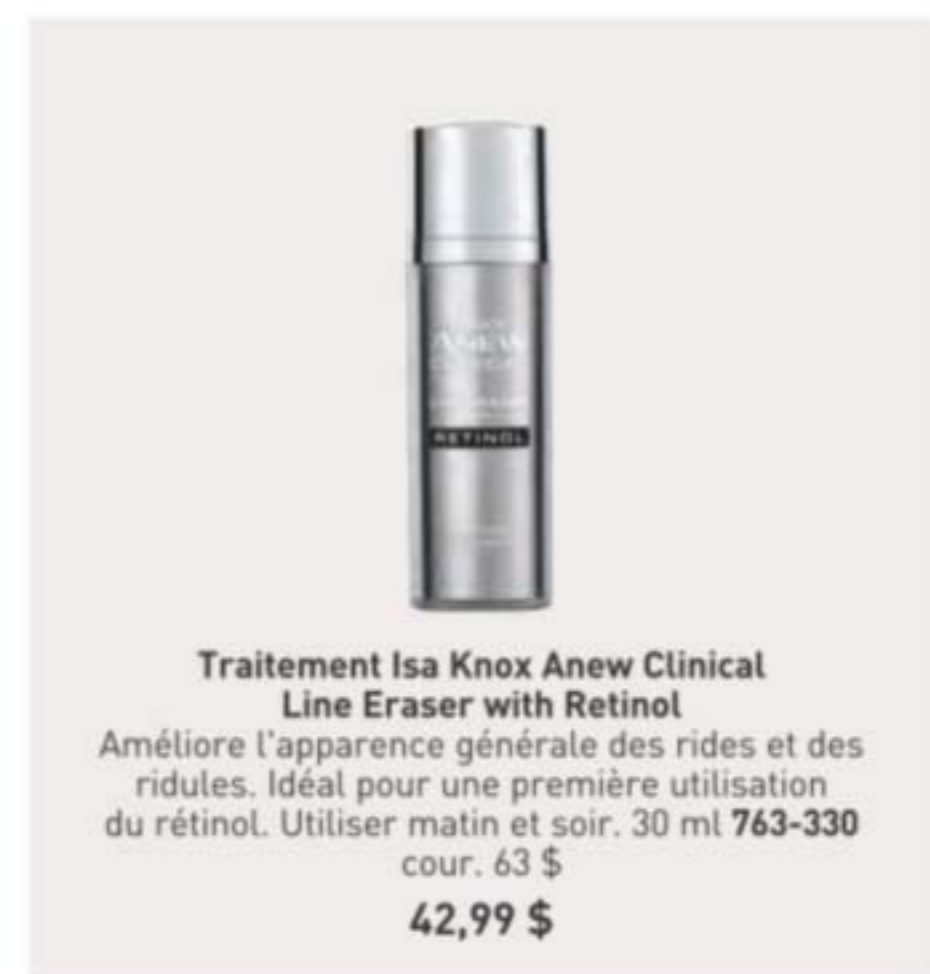 ANEW
RETINOL
Traitement Isa Knox Anew Clinical
Line Eraser with Retinol
Améliore l'apparence générale des rides et des
ridules. Idéal pour une première utilisation
du rétinol. Utiliser matin et soir. 30 ml 763-330
cour. 63 $
42,99 $